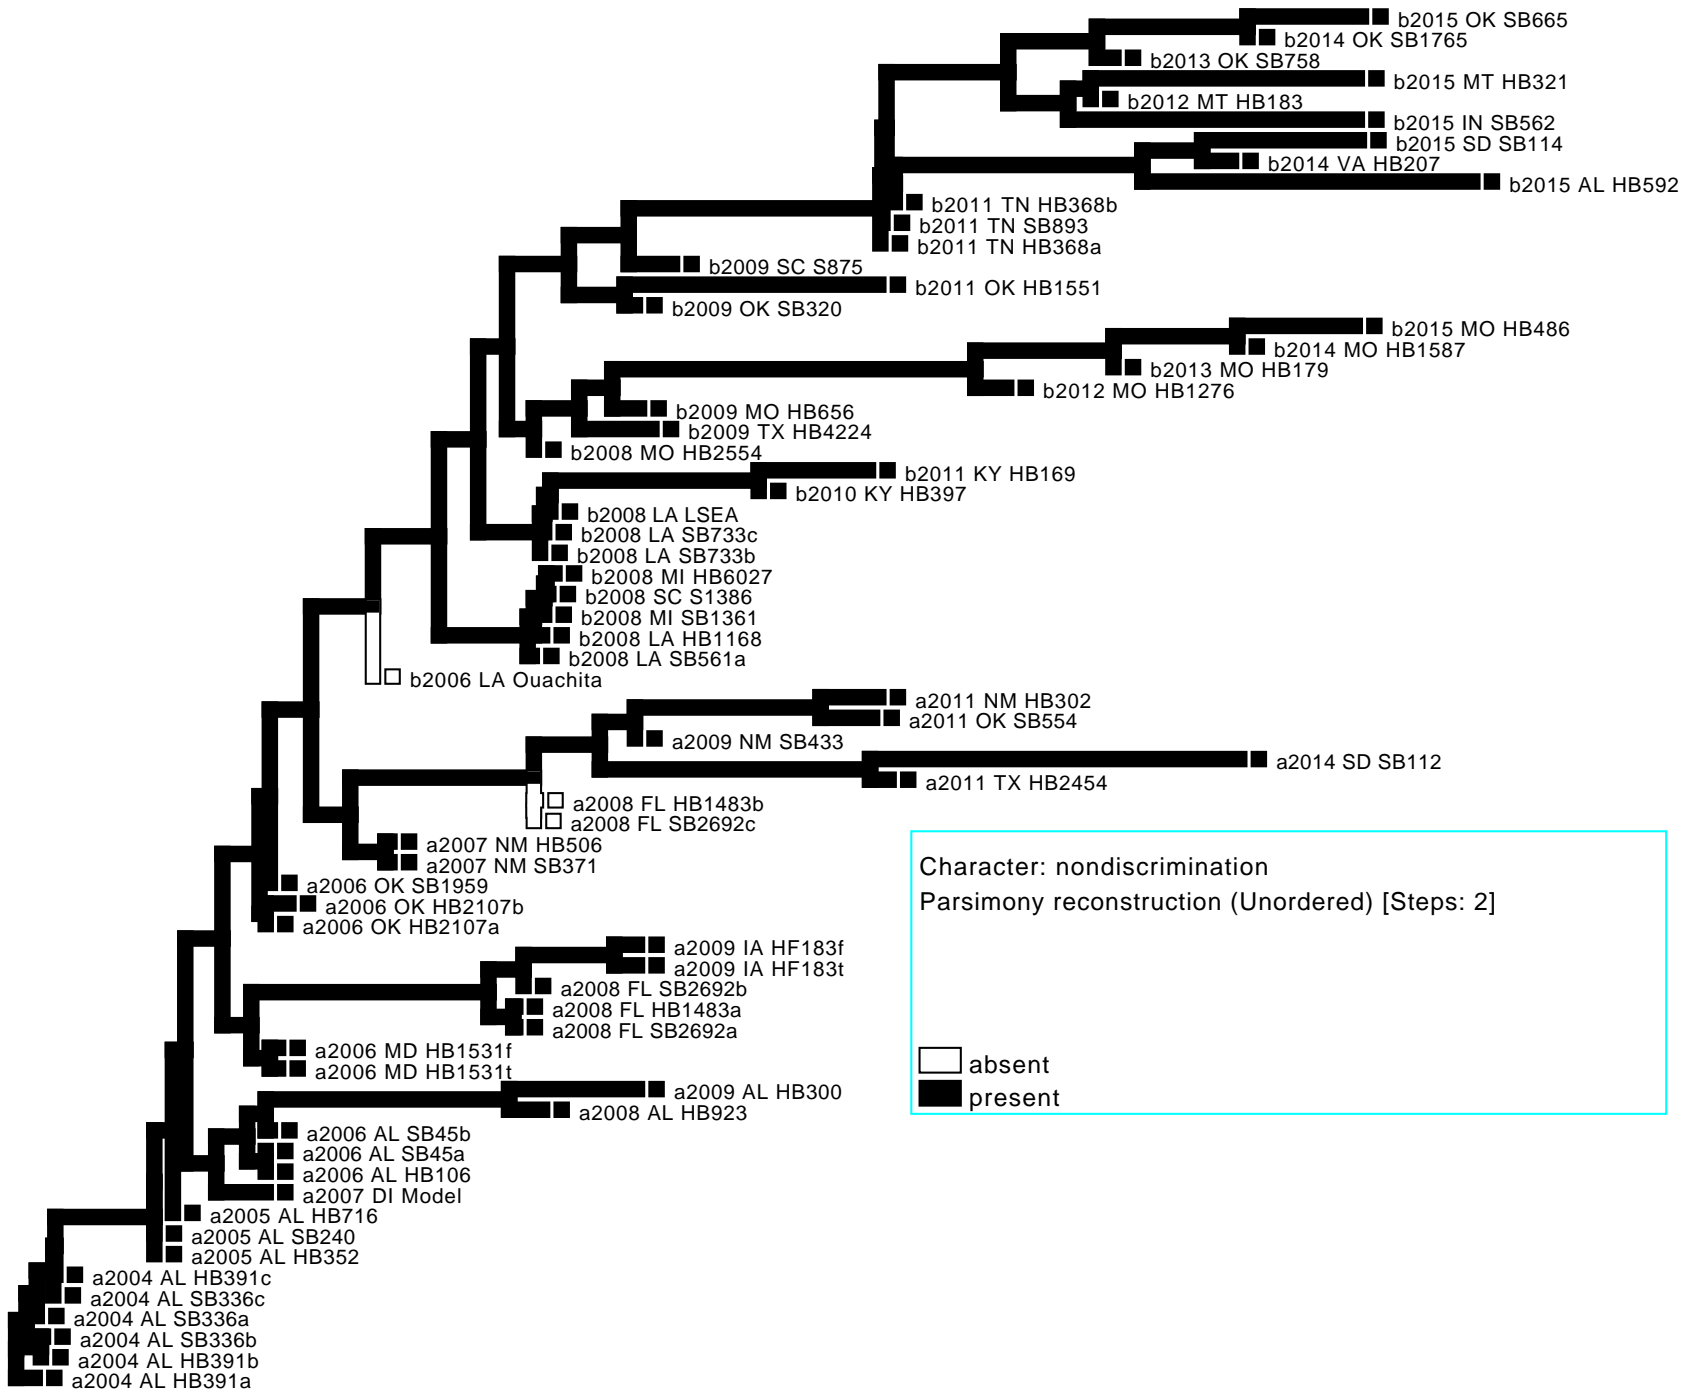 b2015 OK SB665
b2014 OK SB1765
b2013 OK SB758
b2015 MT HB321
b2012 MT HB183
b2015 IN SB562
b2015 SD SB114
b2014 VA HB207
b2015 AL HB592
b2011 TN HB368b
b2011 TN SB893
b2011 TN HB368a
b2009 SC S875
b2011 OK HB1551
b2009 OK SB320
b2015 MO HB486
b2014 MO HB1587
b2013 MO HB179
b2012 MO HB1276
b2009 MO HB656
b2009 TX HB4224
b2008 MO HB2554
b2011 KY HB169
b2010 KY HB397
b2008 LA LSEA
b2008 LA SB733c
b2008 LA SB733b
b2008 MI HB6027
b2008 SC S1386
b2008 MI SB1361
b2008 LA HB1168
b2008 LA SB561a
b2006 LA Ouachita
a2011 NM HB302
a2011 OK SB554
a2009 NM SB433
a2014 SD SB112
a2011 TX HB2454
a2008 FL HB1483b
a2008 FL SB2692c
a2007 NM HB506
a2007 NM SB371
a2006 OK SB1959
a2006 OK HB2107b
a2006 OK HB2107a
a2009 IA HF183f
a2009 IA HF183t
a2008 FL SB2692b
a2008 FL HB1483a
a2008 FL SB2692a
a2006 MD HB1531f
a2006 MD HB1531t
a2009 AL HB300
a2008 AL HB923
a2006 AL SB45b
a2006 AL SB45a
a2006 AL HB106
a2007 DI Model
a2005 AL HB716
a2005 AL SB240
a2005 AL HB352
a2004 AL HB391c
a2004 AL SB336c
a2004 AL SB336a
a2004 AL SB336b
a2004 AL HB391b
a2004 AL HB391a
Character: nondiscrimination
Parsimony reconstruction (Unordered) [Steps: 2]
absent
present